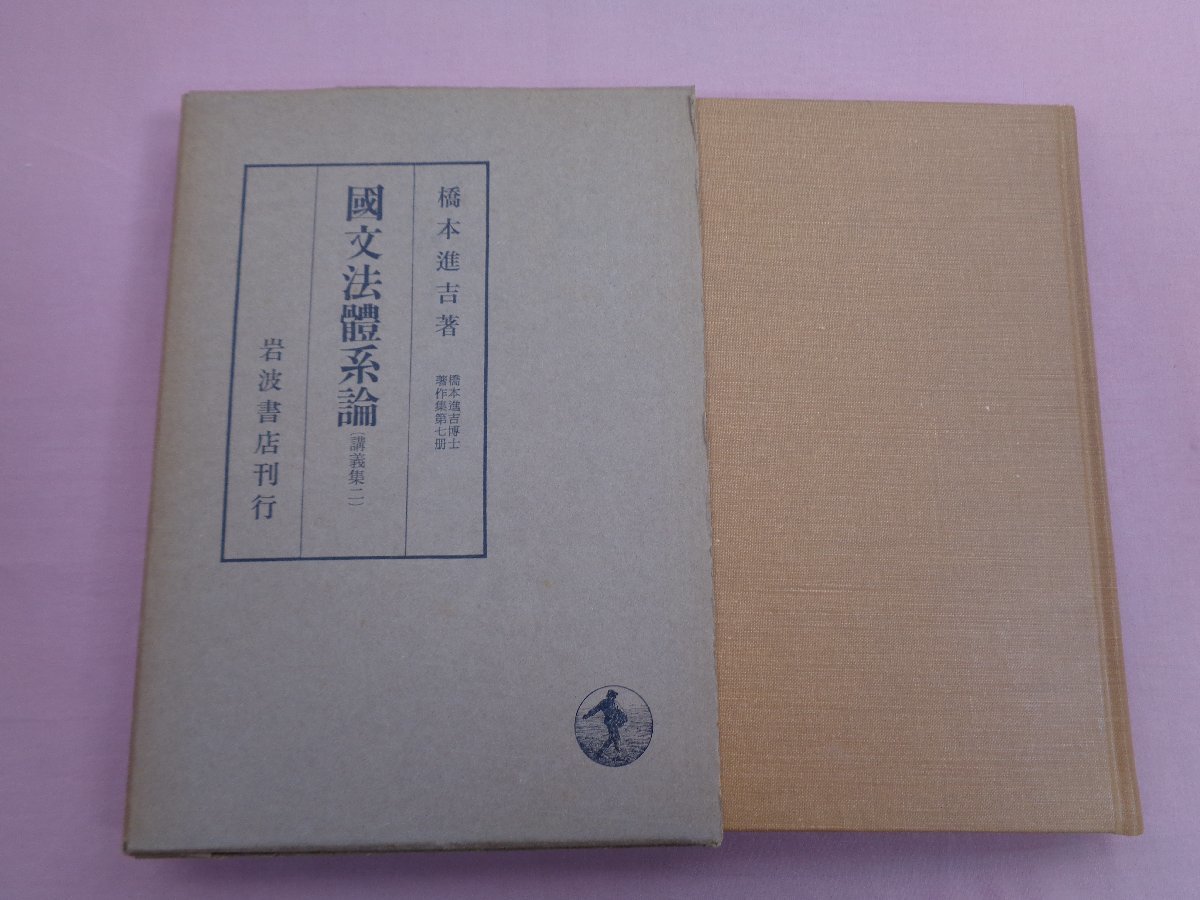 橋本進吉著
橋本進吉博士
著作集第七册
國文法體系論(講義集二)
岩波書店刊行